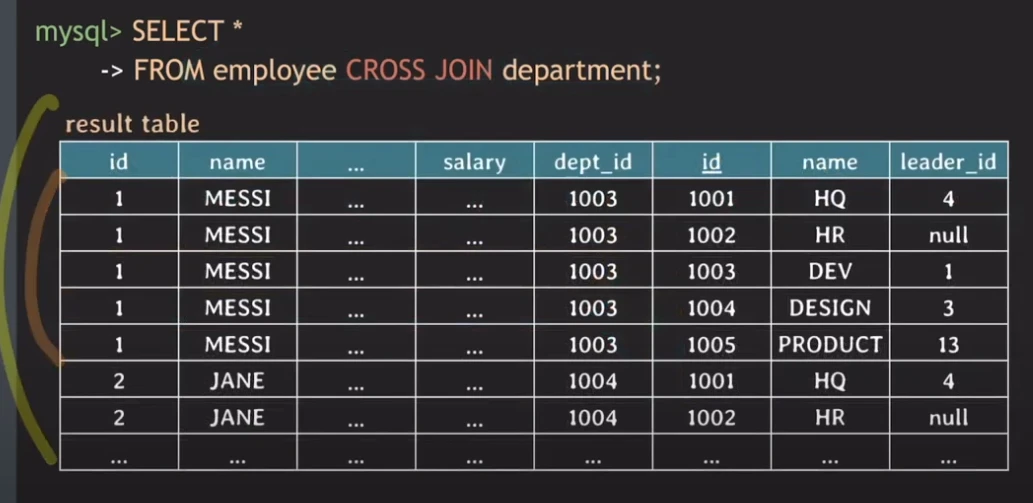 mysql> SELECT *
-> FROM employee CROSS JOIN department;
result table
id name ... salary dept_id id name leader_id
1 MESSI ... ... 1003 1001 HQ 4
1 MESSI ... ... 1003 1002 HR null
1 MESSI ... ... 1003 1003 DEV 1
1 MESSI ... ... 1003 1004 DESIGN 3
1 MESSI ... ... 1003 1005 PRODUCT 13
2 JANE ... ... 1004 1001 HQ 4
2 JANE ... ... 1004 1002 HR null
... ... ... ... ... ... ... ...